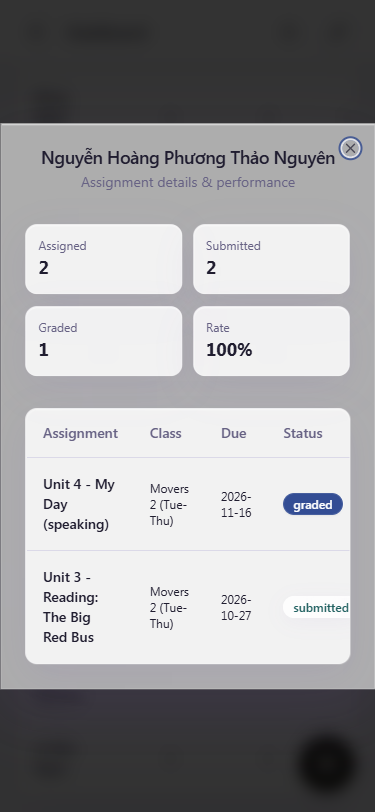 Nguyễn Hoàng Phương Thảo Nguyên
Assignment details & performance
Assigned
2
Submitted
2
Graded
1
Rate
100%
Assignment Class Due Status
Unit 4 - My
Day
(speaking)
Movers
2 (Tue-
Thu)
2026-
11-16
graded
Unit 3 -
Reading:
The Big
Red Bus
Movers
2 (Tue-
Thu)
2026-
10-27
submitted